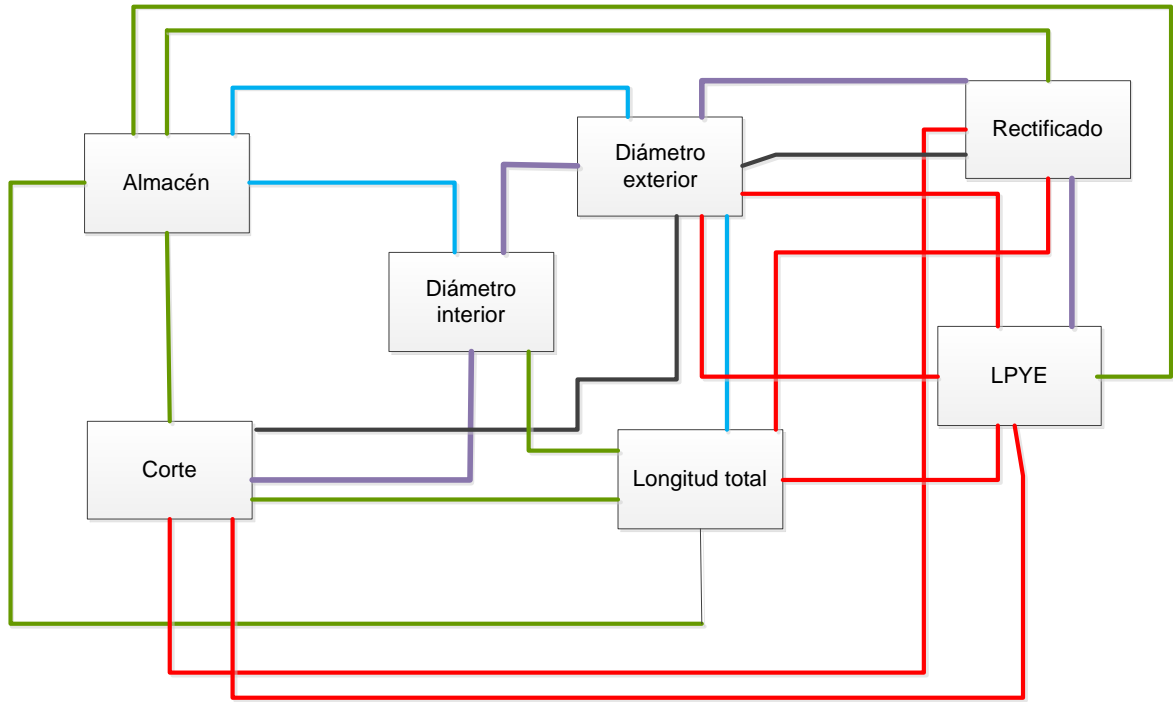 Rectificado
Diámetro
exterior
Almacén
Diámetro
interior
LPYE
Corte
Longitud total